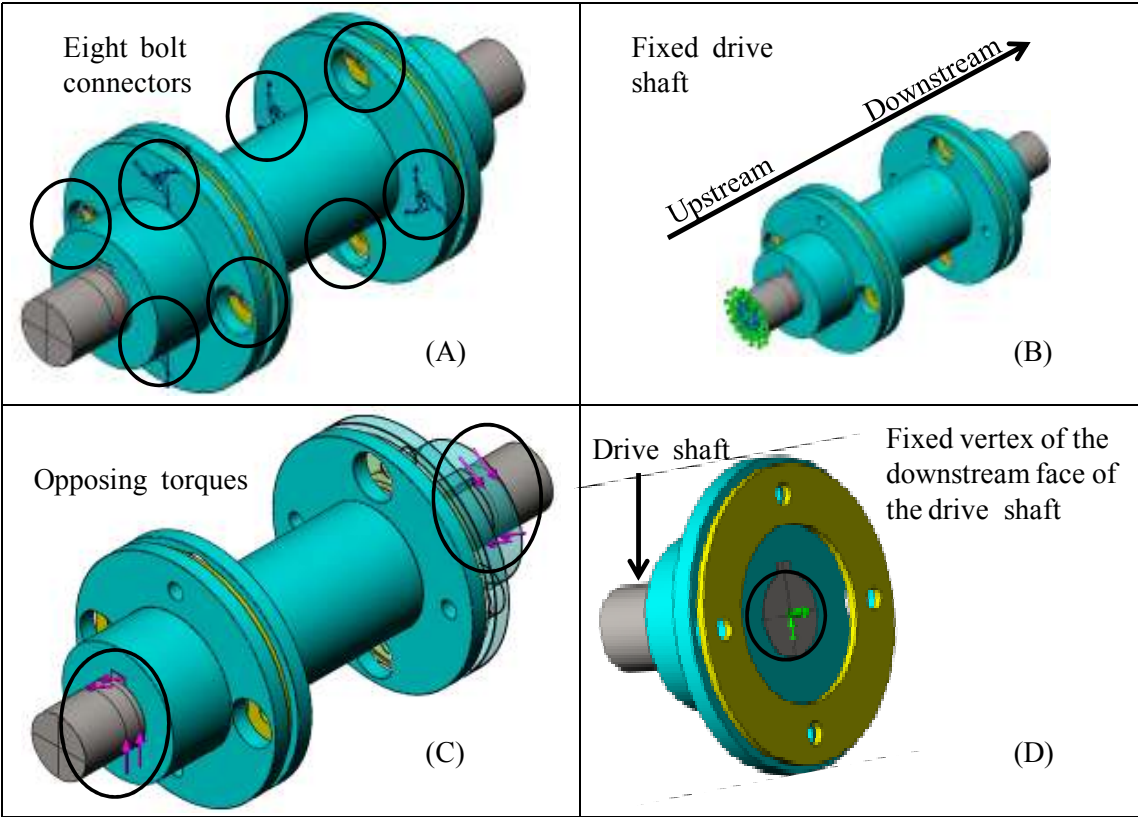 Eight bolt
connectors
(A)
Fixed drive
shaft
Upstream
Downstream
(B)
Opposing torques
(C)
Drive shaft
Fixed vertex of the
downstream face of
the drive shaft
(D)